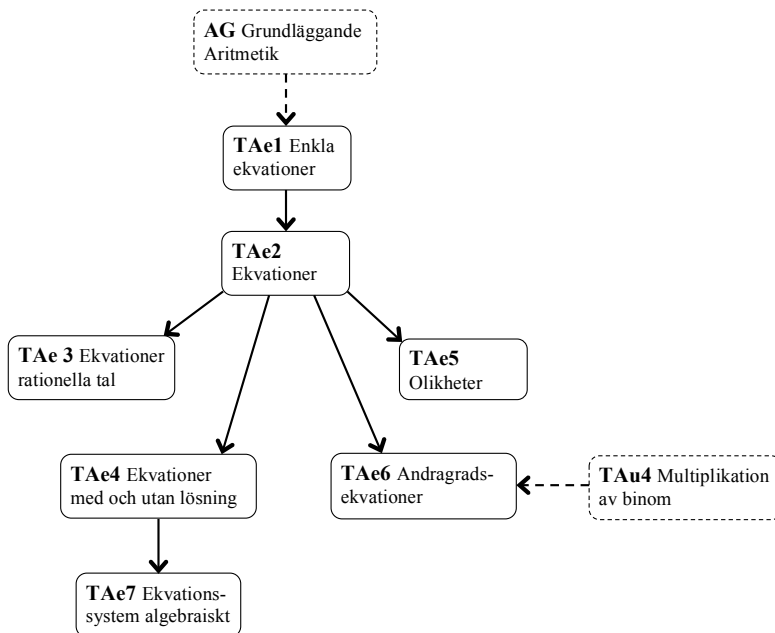 AG Grundläggande
Aritmetik
TAe1 Enkla
ekvationer
TAe2
Ekvationer
TAe 3 Ekvationer
rationella tal
TAe5
Olikheter
TAe4 Ekvationer
med och utan lösning
TAe6 Andragrads-
ekvationer
TAu4 Multiplikation
av binom
TAe7 Ekvations-
system algebraiskt